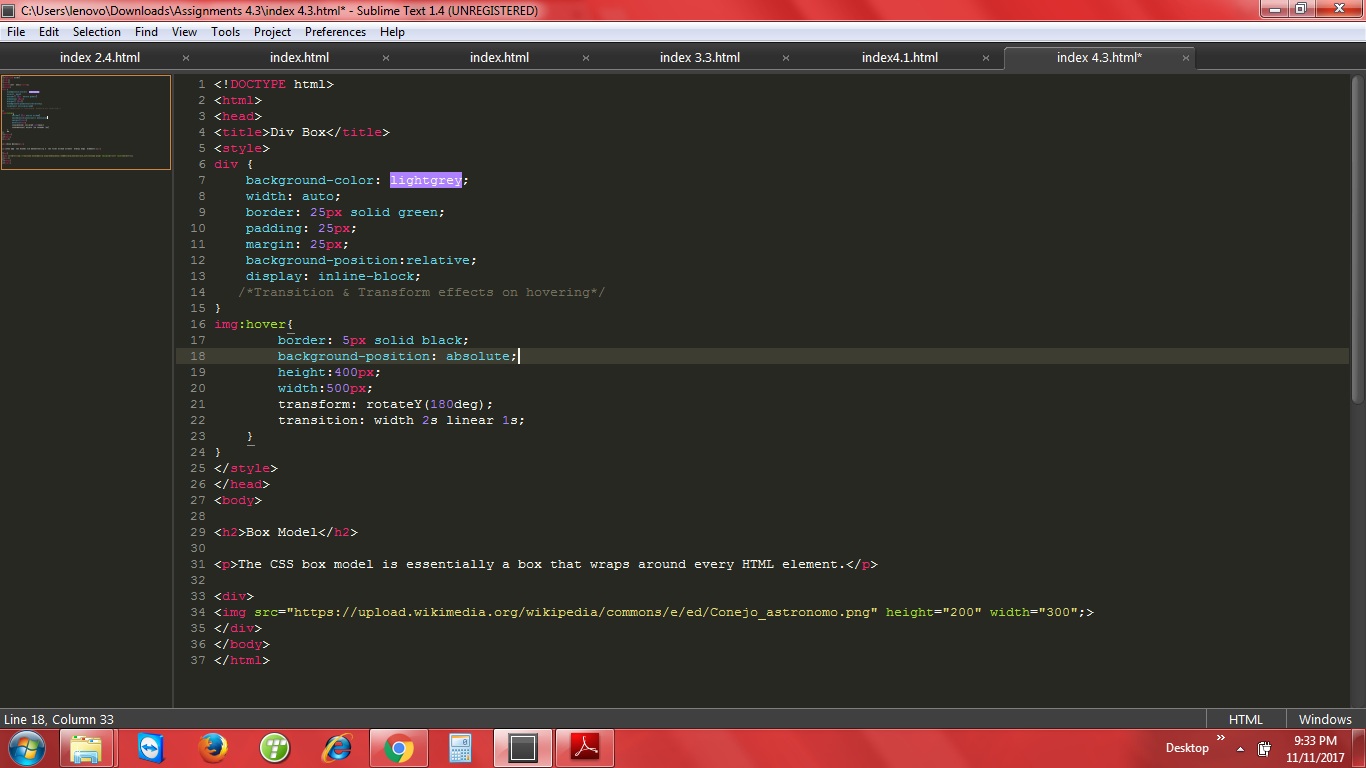 C:\Users\lenovo\Downloads\Assignments 4.3\index 4.3.html* - Sublime Text 1.4 (UNREGISTERED)
File Edit Selection Find View Tools Project Preferences Help
index 2.4.html × index.html × index.html × index 3.3.html × index4.1.html × index 4.3.html* ×
1 <!DOCTYPE html>
2 <html>
3 <head>
4 <title>Div Box</title>
5 <style>
6 div {
7     background-color: lightgrey;
8     width: auto;
9     border: 25px solid green;
10     padding: 25px;
11     margin: 25px;
12     background-position:relative;
13     display: inline-block;
14    /*Transition & Transform effects on hovering*/
15 }
16 img:hover{
17         border: 5px solid black;
18         background-position: absolute;
19         height:400px;
20         width:500px;
21         transform: rotateY(180deg);
22         transition: width 2s linear 1s;
23     }
24 }
25 </style>
26 </head>
27 <body>
28
29 <h2>Box Model</h2>
30
31 <p>The CSS box model is essentially a box that wraps around every HTML element.</p>
32
33 <div>
34 <img src="https://upload.wikimedia.org/wikipedia/commons/e/ed/Conejo_astronomo.png" height="200" width="300";>
35 </div>
36 </body>
37 </html>
Line 18, Column 33 HTML Windows
Desktop » 9:33 PM
11/11/2017